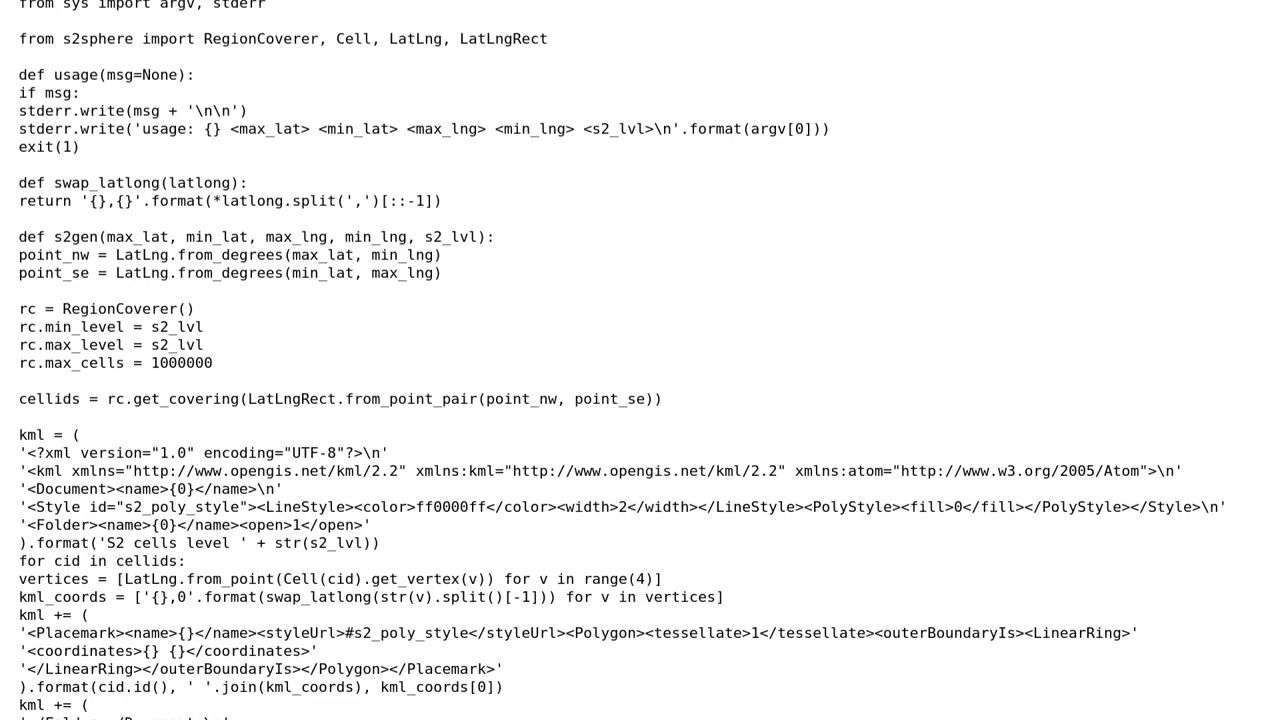 from sys import argv, stderr
from s2sphere import RegionCoverer, Cell, LatLng, LatLngRect
def usage(msg=None):
if msg:
stderr.write(msg + '\n\n')
stderr.write('usage: {} <max_lat> <min_lat> <max_lng> <min_lng> <s2_lvl>\n'.format(argv[0]))
exit(1)
def swap_latlong(latlong):
return '{},{}'.format(*latlong.split(',')[::-1])
def s2gen(max_lat, min_lat, max_lng, min_lng, s2_lvl):
point_nw = LatLng.from_degrees(max_lat, min_lng)
point_se = LatLng.from_degrees(min_lat, max_lng)
rc = RegionCoverer()
rc.min_level = s2_lvl
rc.max_level = s2_lvl
rc.max_cells = 1000000
cellids = rc.get_covering(LatLngRect.from_point_pair(point_nw, point_se))
kml = (
'<?xml version="1.0" encoding="UTF-8"?>\n'
'<kml xmlns="http://www.opengis.net/kml/2.2" xmlns:kml="http://www.opengis.net/kml/2.2" xmlns:atom="http://www.w3.org/2005/Atom">\n'
'<Document><name>{0}</name>\n'
'<Style id="s2_poly_style"><LineStyle><color>ff0000ff</color><width>2</width></LineStyle><PolyStyle><fill>0</fill></PolyStyle></Style>\n'
'<Folder><name>{0}</name><open>1</open>'
).format('S2 cells level ' + str(s2_lvl))
for cid in cellids:
vertices = [LatLng.from_point(Cell(cid).get_vertex(v)) for v in range(4)]
kml_coords = ['{},0'.format(swap_latlong(str(v).split()[-1])) for v in vertices]
kml += (
'<Placemark><name>{}</name><styleUrl>#s2_poly_style</styleUrl><Polygon><tessellate>1</tessellate><outerBoundaryIs><LinearRing>'
'<coordinates>{} {}</coordinates>'
'</LinearRing></outerBoundaryIs></Polygon></Placemark>'
).format(cid.id(), ' '.join(kml_coords), kml_coords[0])
kml += (